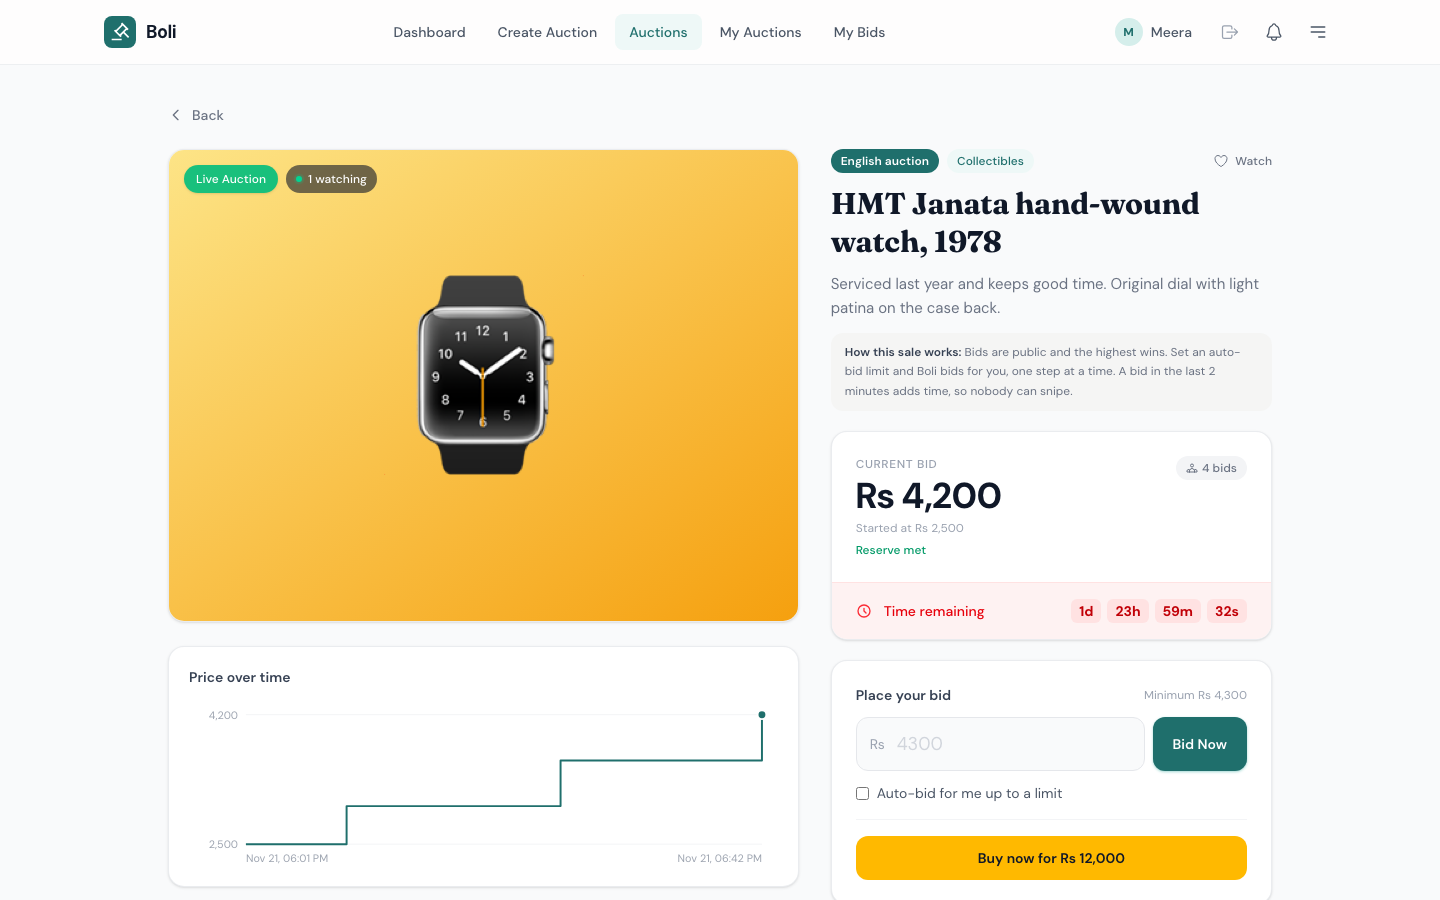 Boli
Dashboard
Create Auction
Auctions
My Auctions
My Bids
M
Meera
Back
Live Auction
1 watching
12
11
1
10
2
9
3
8
4
7
5
6
Price over time
4,200
2,500
Nov 21, 06:01 PM
Nov 21, 06:42 PM
English auction
Collectibles
Watch
HMT Janata hand-wound
watch, 1978
Serviced last year and keeps good time. Original dial with light
patina on the case back.
How this sale works: Bids are public and the highest wins. Set an auto-
bid limit and Boli bids for you, one step at a time. A bid in the last 2
minutes adds time, so nobody can snipe.
CURRENT BID
4 bids
Rs 4,200
Started at Rs 2,500
Reserve met
Time remaining
1d 23h 59m 32s
Place your bid
Minimum Rs 4,300
Rs 4300
Bid Now
Auto-bid for me up to a limit
Buy now for Rs 12,000